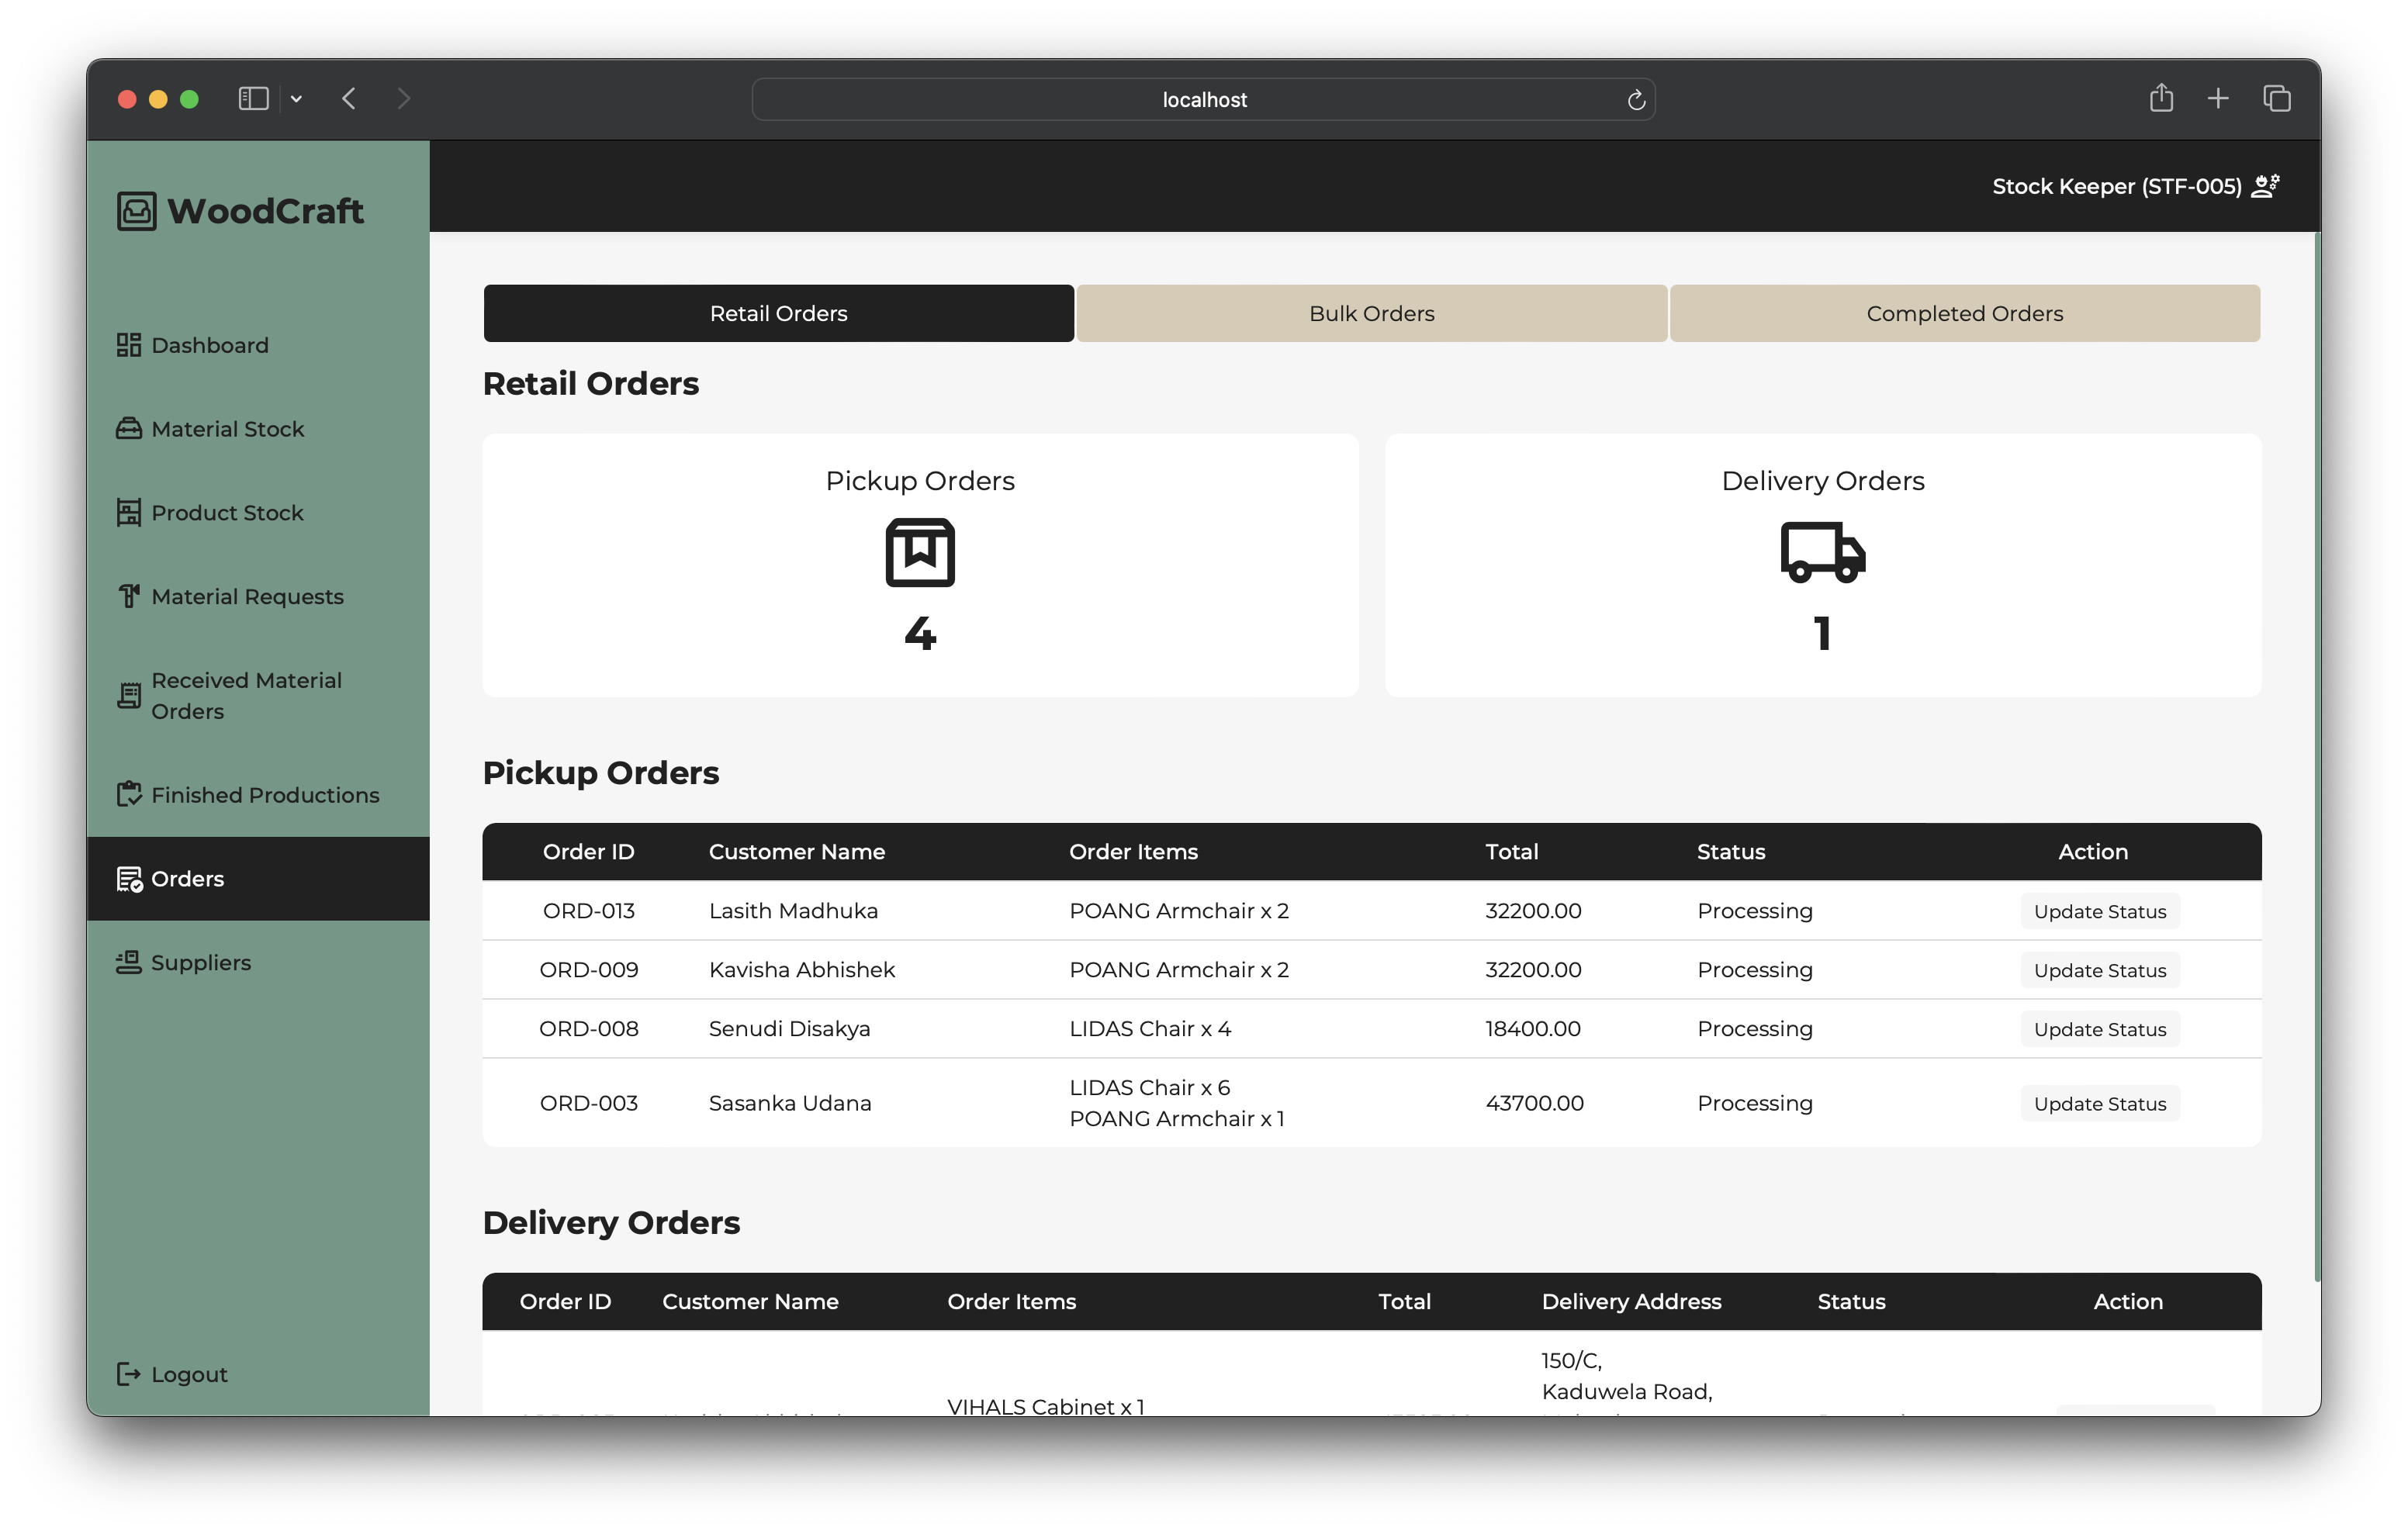 localhost
WoodCraft
Stock Keeper (STF-005)
Dashboard
Material Stock
Product Stock
Material Requests
Received Material
Orders
Finished Productions
Orders
Suppliers
Logout
Retail Orders Bulk Orders Completed Orders
Retail Orders
Pickup Orders
4
Delivery Orders
1
Pickup Orders
Order ID Customer Name Order Items Total Status Action
ORD-013 Lasith Madhuka POANG Armchair x 2 32200.00 Processing Update Status
ORD-009 Kavisha Abhishek POANG Armchair x 2 32200.00 Processing Update Status
ORD-008 Senudi Disakya LIDAS Chair x 4 18400.00 Processing Update Status
ORD-003 Sasanka Udana LIDAS Chair x 6
POANG Armchair x 1 43700.00 Processing Update Status
Delivery Orders
Order ID Customer Name Order Items Total Delivery Address Status Action
150/C,
Kaduwela Road,
VIHALS Cabinet x 1